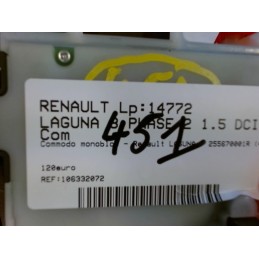 RENAULT Lp:14772
LAGUNA 3 PHASE 2 1.5 DCI
Com
451
Commodo monobloc - Renault LAGUNA 255670001R
120euro
REF:106332072